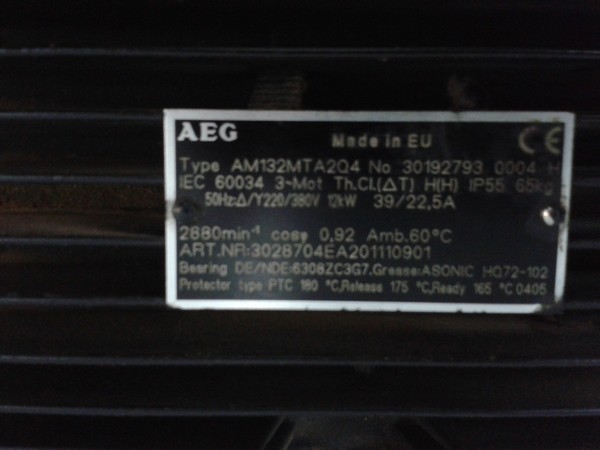 AEG
Made in EU
CE
Type AM132MTA2Q4 No 30192793 0004 H
IEC 60034 3~Mot Th.Cl.(ΔT) H(H) IP55 65kg
50Hz:Δ/Y220/380V 12kW 39/22,5A
2880min⁻¹ cosφ 0,92 Amb.60°C
ART.NR:3028704EA201110901
Bearing DE/NDE:6308ZC3G7.Grease:ASONIC HQ72-102
Protector type PTC 180 °C,Release 175 °C,Ready 165 °C 0405